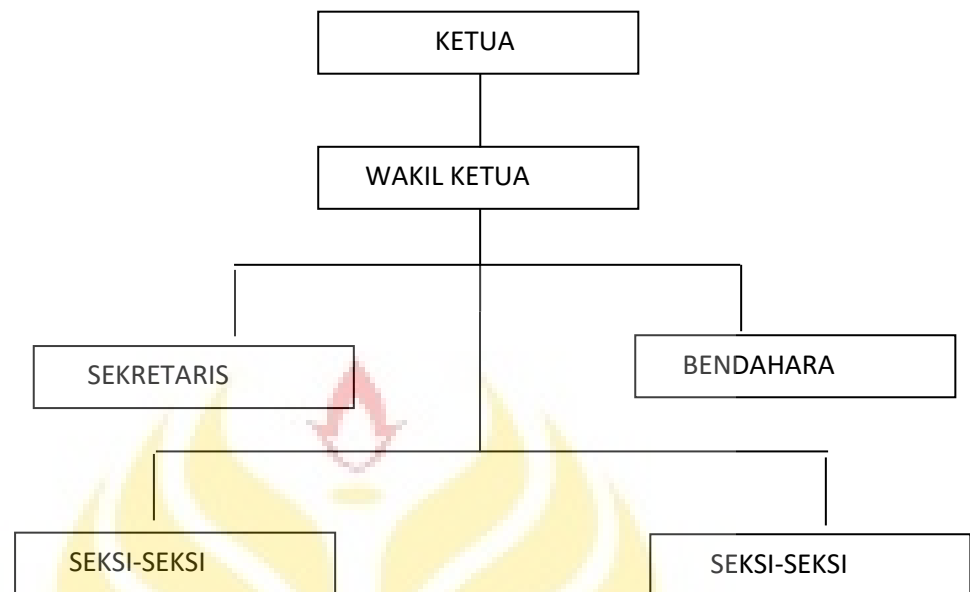 KETUA
WAKIL KETUA
SEKRETARIS
BENDAHARA
SEKSI-SEKSI
SEKSI-SEKSI